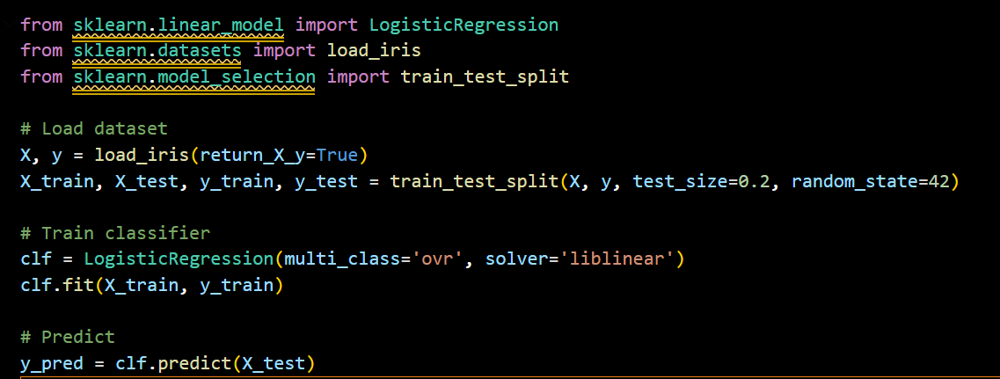 from sklearn.linear_model import LogisticRegression
from sklearn.datasets import load_iris
from sklearn.model_selection import train_test_split
# Load dataset
X, y = load_iris(return_X_y=True)
X_train, X_test, y_train, y_test = train_test_split(X, y, test_size=0.2, random_state=42)
# Train classifier
clf = LogisticRegression(multi_class='ovr', solver='liblinear')
clf.fit(X_train, y_train)
# Predict
y_pred = clf.predict(X_test)